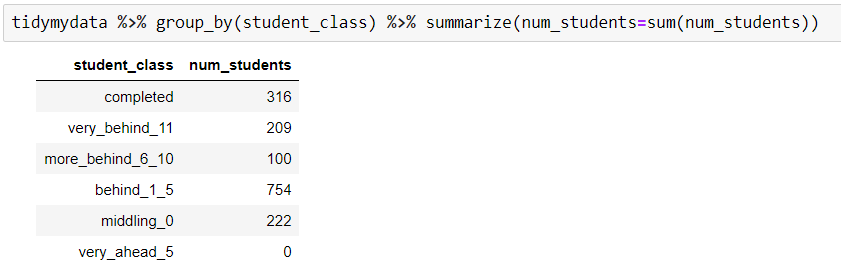 tidymydata %>% group_by(student_class) %>% summarize(num_students=sum(num_students))
student_class num_students
completed 316
very_behind_11 209
more_behind_6_10 100
behind_1_5 754
middling_0 222
very_ahead_5 0